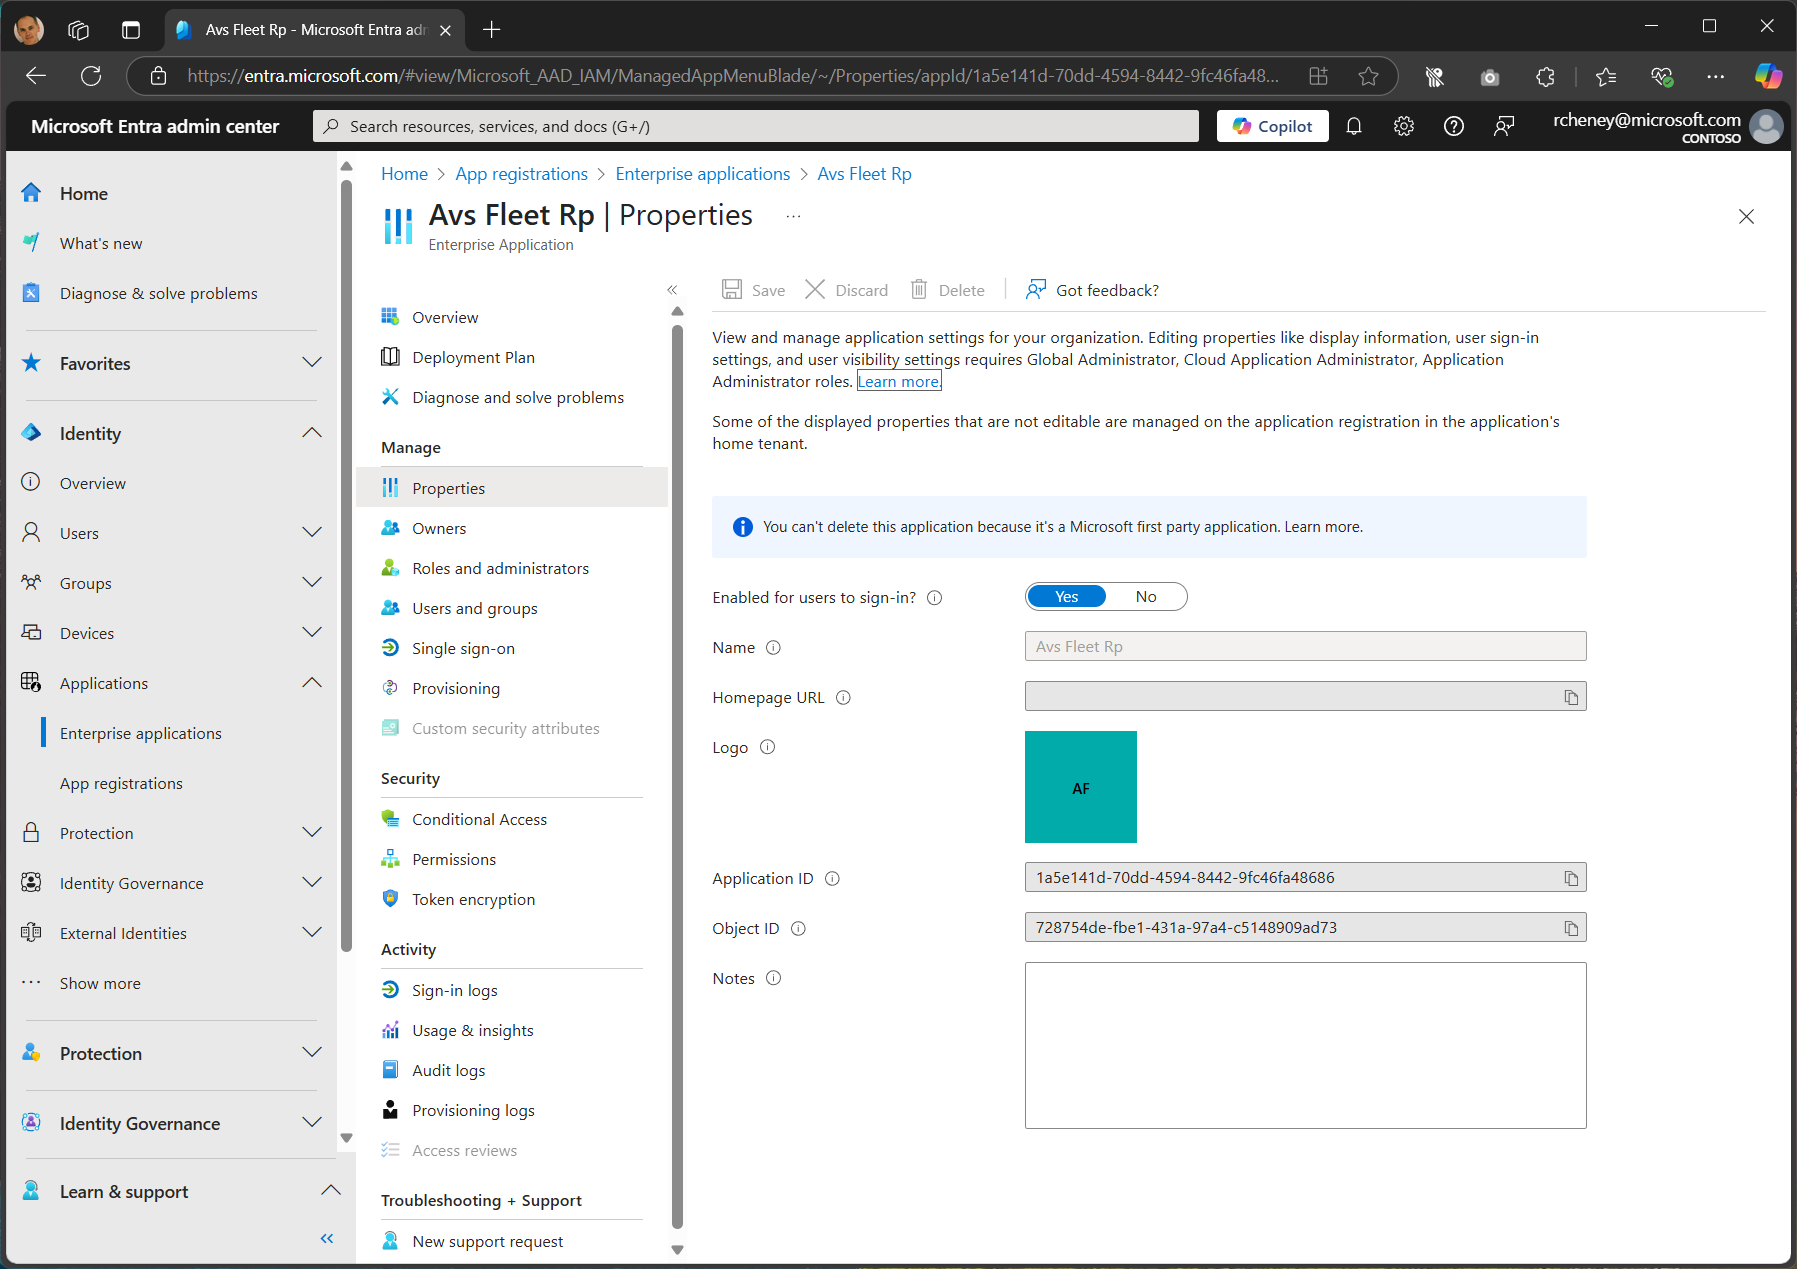 Avs Fleet Rp - Microsoft Entra adn
https://entra.microsoft.com/#view/Microsoft_AAD_IAM/ManagedAppMenuBlade/~/Properties/appId/1a5e141d-70dd-4594-8442-9fc46fa48...
Microsoft Entra admin center
Search resources, services, and docs (G+/)
Copilot
rcheney@microsoft.com
CONTOSO
Home
What's new
Diagnose & solve problems
Favorites
Identity
Overview
Users
Groups
Devices
Applications
Enterprise applications
App registrations
Protection
Identity Governance
External Identities
Show more
Protection
Identity Governance
Learn & support
Home > App registrations > Enterprise applications > Avs Fleet Rp
Avs Fleet Rp | Properties
Enterprise Application
Overview
Deployment Plan
Diagnose and solve problems
Manage
Properties
Owners
Roles and administrators
Users and groups
Single sign-on
Provisioning
Custom security attributes
Security
Conditional Access
Permissions
Token encryption
Activity
Sign-in logs
Usage & insights
Audit logs
Provisioning logs
Access reviews
Troubleshooting + Support
New support request
Save Discard Delete Got feedback?
View and manage application settings for your organization. Editing properties like display information, user sign-in
settings, and user visibility settings requires Global Administrator, Cloud Application Administrator, Application
Administrator roles. Learn more.
Some of the displayed properties that are not editable are managed on the application registration in the application's
home tenant.
You can't delete this application because it's a Microsoft first party application. Learn more.
Enabled for users to sign-in? Yes No
Name Avs Fleet Rp
Homepage URL
Logo
AF
Application ID 1a5e141d-70dd-4594-8442-9fc46fa48686
Object ID 728754de-fbe1-431a-97a4-c5148909ad73
Notes